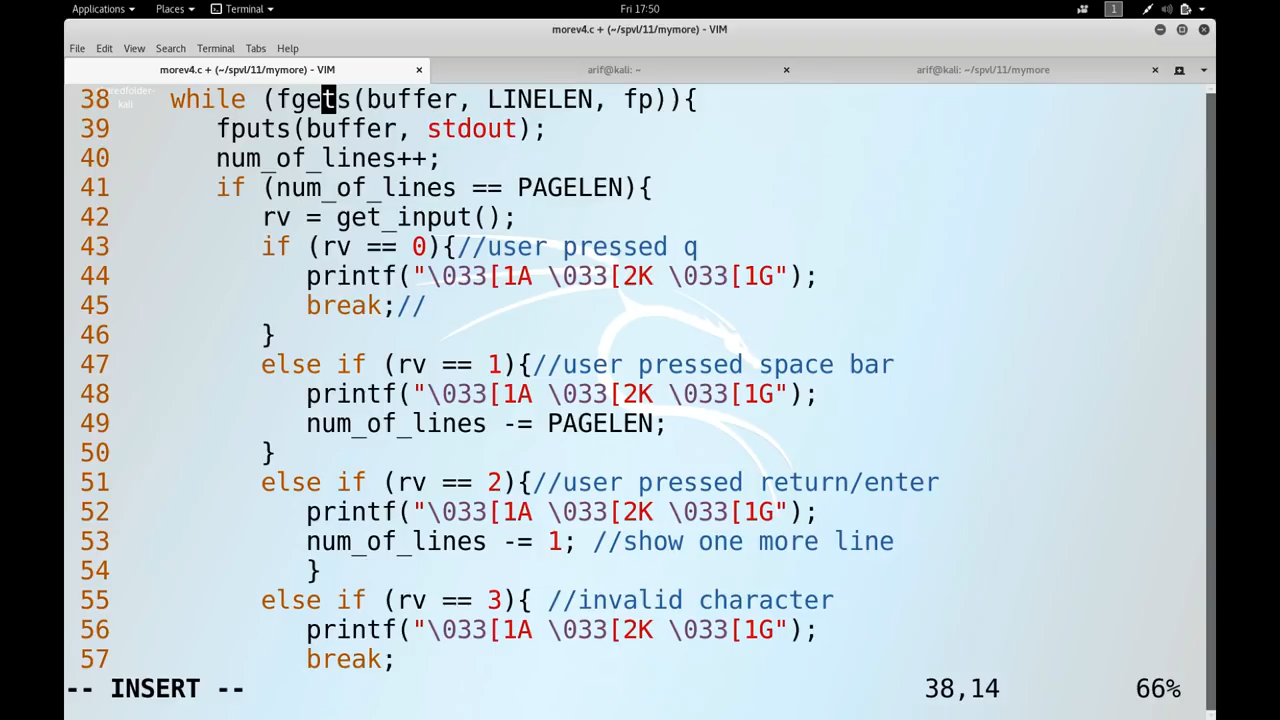 Applications Places Terminal Fri 17:50 1
morev4.c + (~/spvl/11/mymore) - VIM
File Edit View Search Terminal Tabs Help
morev4.c + (~/spvl/11/mymore) - VIM × arif@kali: ~ × arif@kali: ~/spvl/11/mymore ×
redfolder-
kali
38 while (fgets(buffer, LINELEN, fp)){
39 fputs(buffer, stdout);
40 num_of_lines++;
41 if (num_of_lines == PAGELEN){
42 rv = get_input();
43 if (rv == 0){//user pressed q
44 printf("\033[1A \033[2K \033[1G");
45 break;//
46 }
47 else if (rv == 1){//user pressed space bar
48 printf("\033[1A \033[2K \033[1G");
49 num_of_lines -= PAGELEN;
50 }
51 else if (rv == 2){//user pressed return/enter
52 printf("\033[1A \033[2K \033[1G");
53 num_of_lines -= 1; //show one more line
54 }
55 else if (rv == 3){ //invalid character
56 printf("\033[1A \033[2K \033[1G");
57 break;
-- INSERT -- 38,14 66%